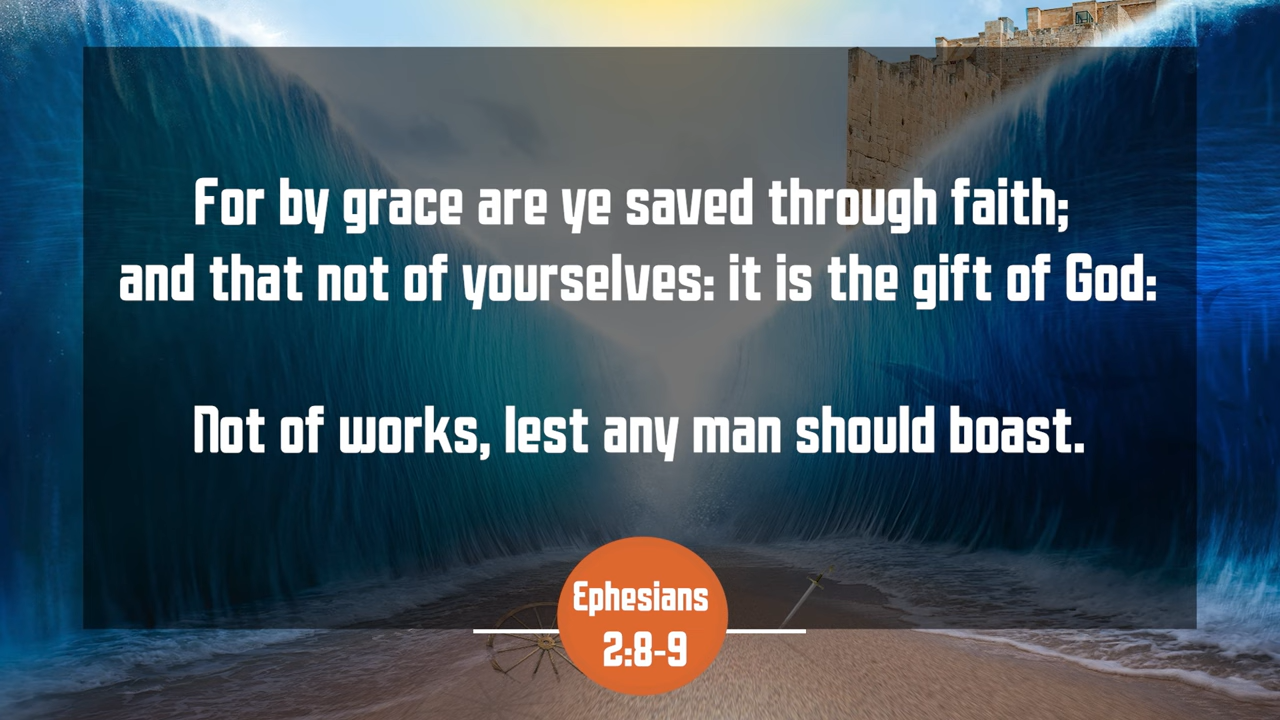 For by grace are ye saved through faith;
and that not of yourselves: it is the gift of God:
Not of works, lest any man should boast.
Ephesians
2:8-9